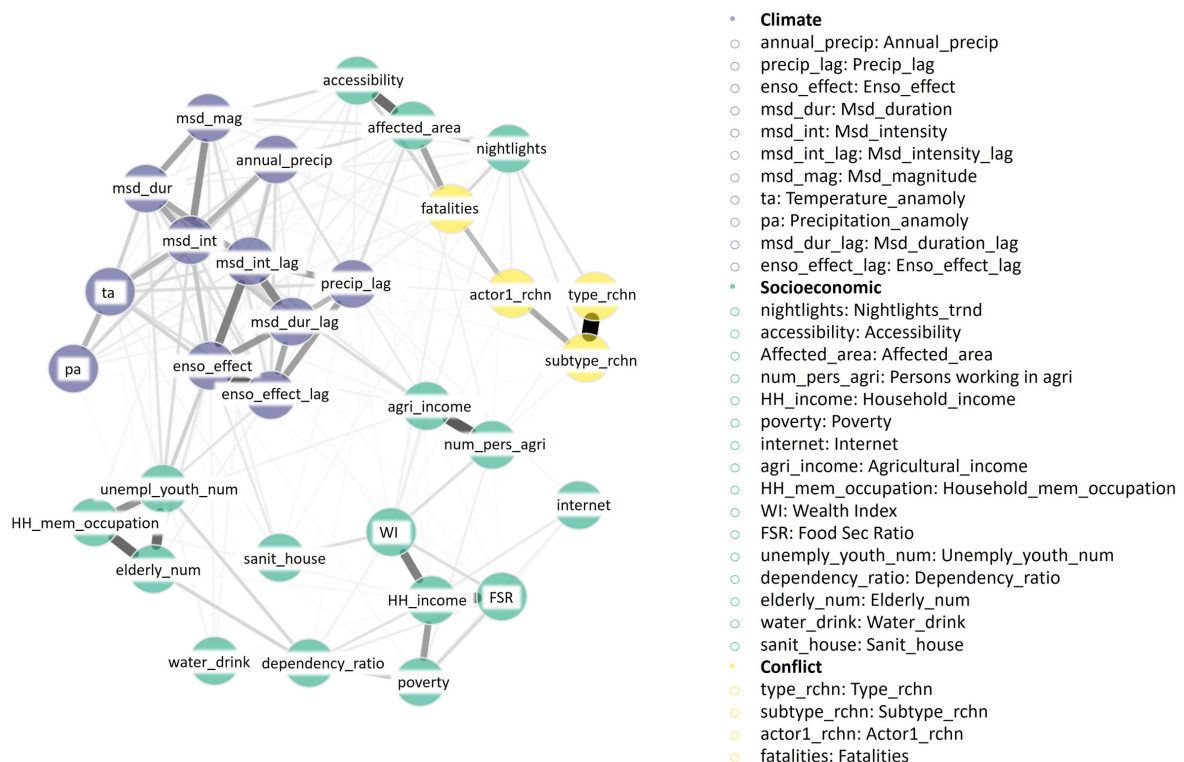 accessibility
msd_mag
affected_area
annual_precip
nightlights
msd_dur
fatalities
msd_int
msd_int_lag
ta
precip_lag
actor1_rchn
type_rchn
msd_dur_lag
subtype_rchn
pa
enso_effect
enso_effect_lag
agri_income
num_pers_agri
unempl_youth_num
internet
HH_mem_occupation
WI
sanit_house
elderly_num
HH_income
FSR
water_drink
dependency_ratio
poverty
Climate
annual_precip: Annual_precip
precip_lag: Precip_lag
enso_effect: Enso_effect
msd_dur: Msd_duration
msd_int: Msd_intensity
msd_int_lag: Msd_intensity_lag
msd_mag: Msd_magnitude
ta: Temperature_anamoly
pa: Precipitation_anamoly
msd_dur_lag: Msd_duration_lag
enso_effect_lag: Enso_effect_lag
Socioeconomic
nightlights: Nightlights_trnd
accessibility: Accessibility
Affected_area: Affected_area
num_pers_agri: Persons working in agri
HH_income: Household_income
poverty: Poverty
internet: Internet
agri_income: Agricultural_income
HH_mem_occupation: Household_mem_occupation
WI: Wealth Index
FSR: Food Sec Ratio
unemply_youth_num: Unemply_youth_num
dependency_ratio: Dependency_ratio
elderly_num: Elderly_num
water_drink: Water_drink
sanit_house: Sanit_house
Conflict
type_rchn: Type_rchn
subtype_rchn: Subtype_rchn
actor1_rchn: Actor1_rchn
fatalities: Fatalities